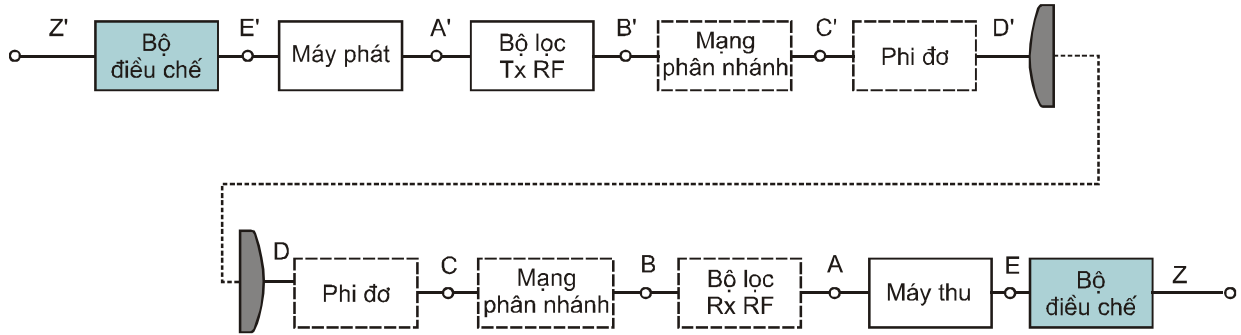 Z'
Bộ
điều chế
E'
Máy phát
A'
Bộ lọc
Tx RF
B'
Mạng
phân nhánh
C'
Phi đơ
D'
D
Phi đơ
C
Mạng
phân nhánh
B
Bộ lọc
Rx RF
A
Máy thu
E
Bộ
điều chế
Z